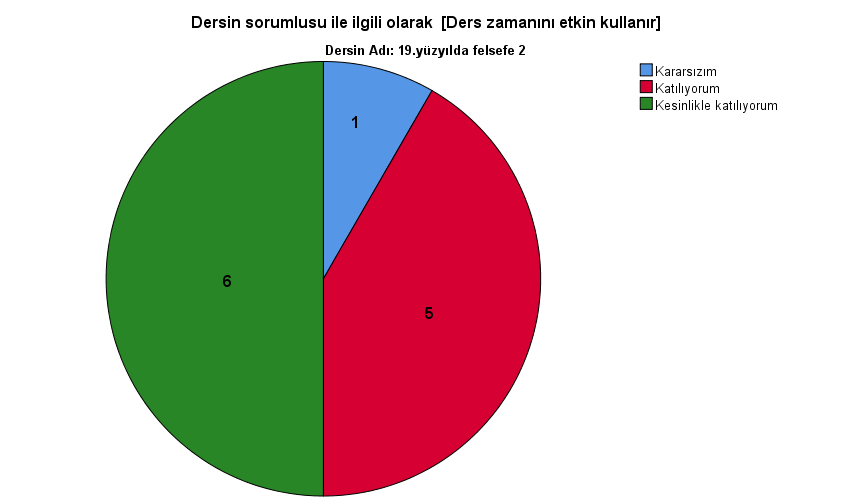 Dersin sorumlusu ile ilgili olarak  [Ders zamanını etkin kullanır]
Dersin Adı: 19.yüzyılda felsefe 2
Kararsızım
Katılıyorum
Kesinlikle katılıyorum
1
6
5